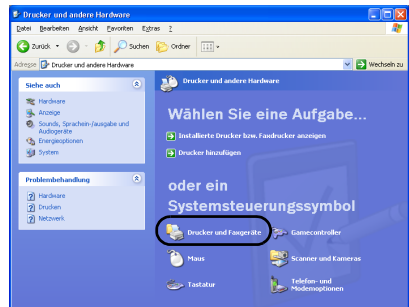 Drucker und andere Hardware
Datei Bearbeiten Ansicht Favoriten Extras ?
Zurück Suchen Ordner
Adresse Drucker und andere Hardware Wechseln zu
Siehe auch
Hardware
Anzeige
Sounds, Sprachein-/ausgabe und
Audiogeräte
Energieoptionen
System
Problembehandlung
Hardware
Drucken
Netzwerk
Drucker und andere Hardware
Wählen Sie eine Aufgabe...
Installierte Drucker bzw. Faxdrucker anzeigen
Drucker hinzufügen
oder ein
Systemsteuerungssymbol
Drucker und Faxgeräte
Gamecontroller
Maus
Scanner und Kameras
Tastatur
Telefon- und
Modemoptionen